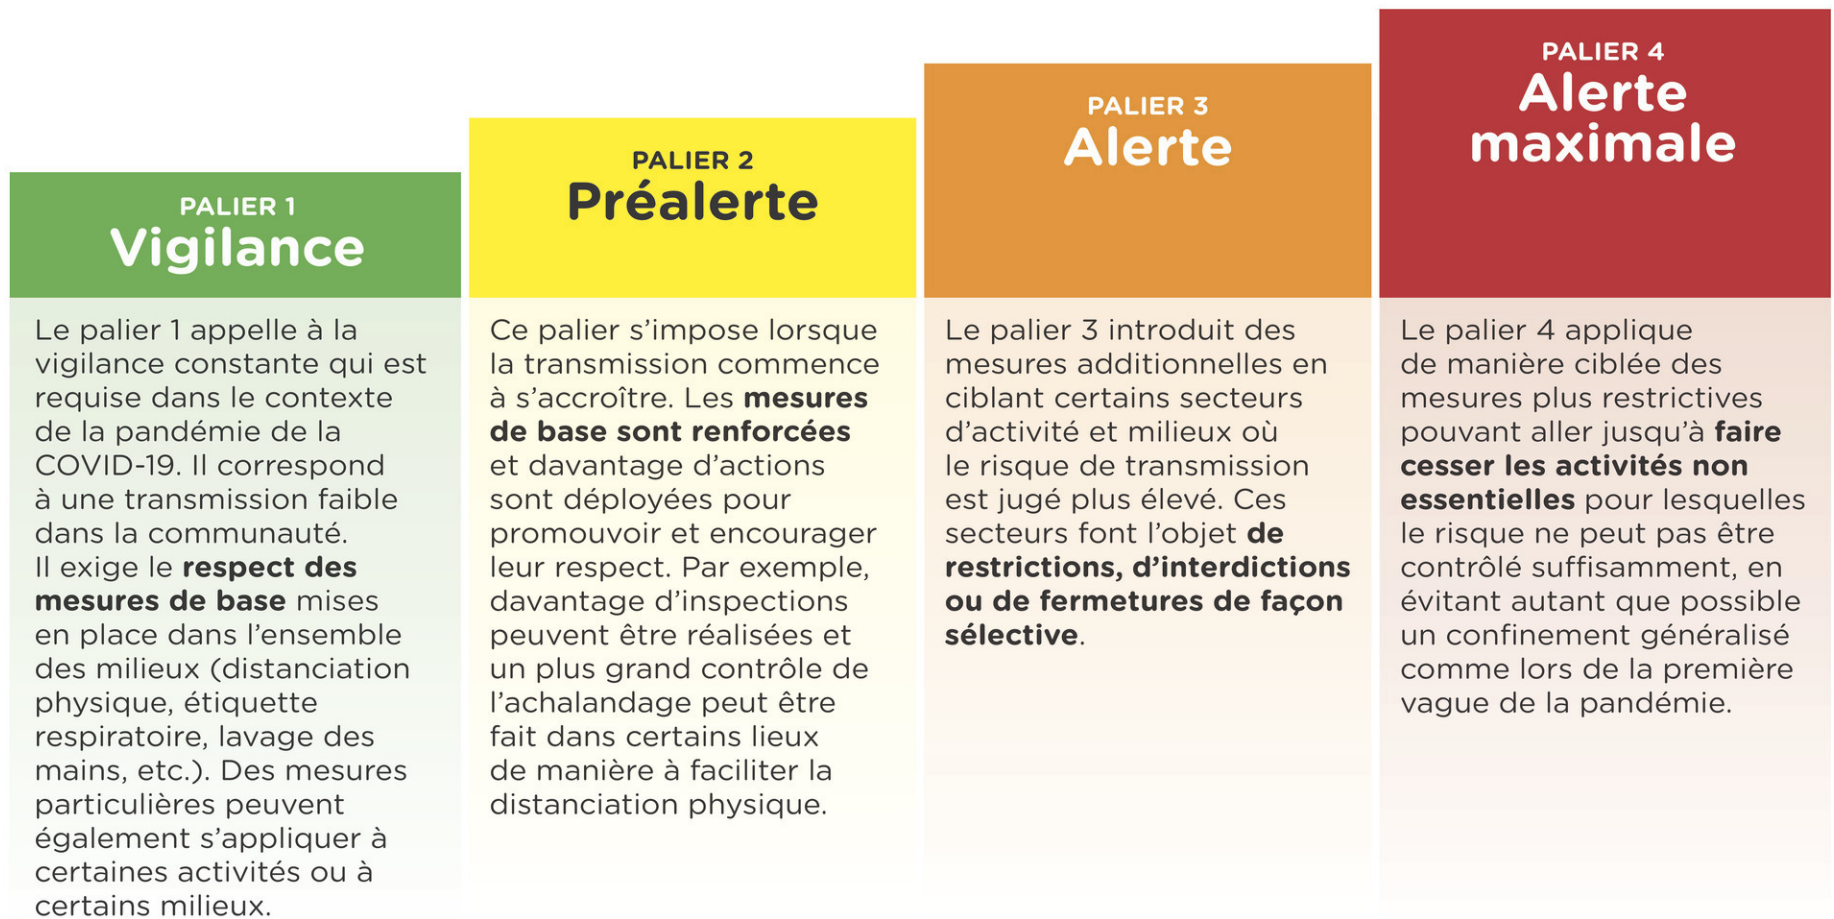 PALIER 1
Vigilance
Le palier 1 appelle à la
vigilance constante qui est
requise dans le contexte
de la pandémie de la
COVID-19. Il correspond
à une transmission faible
dans la communauté.
Il exige le respect des
mesures de base mises
en place dans l’ensemble
des milieux (distanciation
physique, étiquette
respiratoire, lavage des
mains, etc.). Des mesures
particulières peuvent
également s’appliquer à
certaines activités ou à
certains milieux.
PALIER 2
Préalerte
Ce palier s’impose lorsque
la transmission commence
à s’accroître. Les mesures
de base sont renforcées
et davantage d’actions
sont déployées pour
promouvoir et encourager
leur respect. Par exemple,
davantage d’inspections
peuvent être réalisées et
un plus grand contrôle de
l’achalandage peut être
fait dans certains lieux
de manière à faciliter la
distanciation physique.
PALIER 3
Alerte
Le palier 3 introduit des
mesures additionnelles en
ciblant certains secteurs
d’activité et milieux où
le risque de transmission
est jugé plus élevé. Ces
secteurs font l’objet de
restrictions, d’interdictions
ou de fermetures de façon
sélective.
PALIER 4
Alerte
maximale
Le palier 4 applique
de manière ciblée des
mesures plus restrictives
pouvant aller jusqu’à faire
cesser les activités non
essentielles pour lesquelles
le risque ne peut pas être
contrôlé suffisamment, en
évitant autant que possible
un confinement généralisé
comme lors de la première
vague de la pandémie.